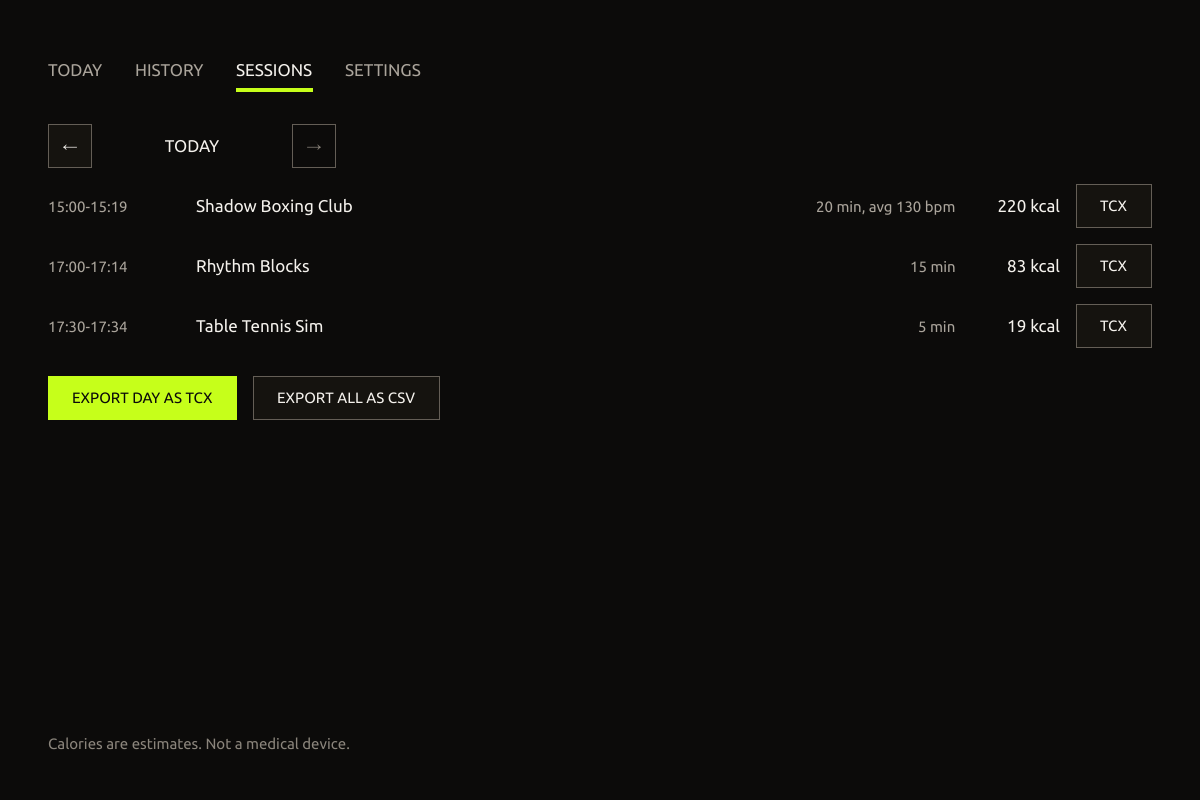 TODAY HISTORY SESSIONS SETTINGS
← TODAY →
15:00-15:19 Shadow Boxing Club 20 min, avg 130 bpm 220 kcal TCX
17:00-17:14 Rhythm Blocks 15 min 83 kcal TCX
17:30-17:34 Table Tennis Sim 5 min 19 kcal TCX
EXPORT DAY AS TCX EXPORT ALL AS CSV
Calories are estimates. Not a medical device.